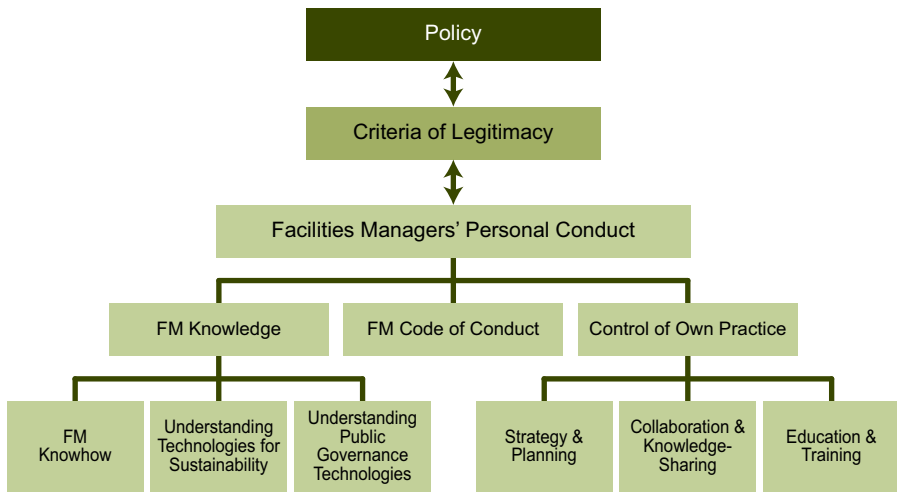 Policy
Criteria of Legitimacy
Facilities Managers’ Personal Conduct
FM Knowledge
FM Code of Conduct
Control of Own Practice
FM
Knowhow
Understanding
Technologies for
Sustainability
Understanding
Public
Governance
Technologies
Strategy &
Planning
Collaboration &
Knowledge-
Sharing
Education &
Training